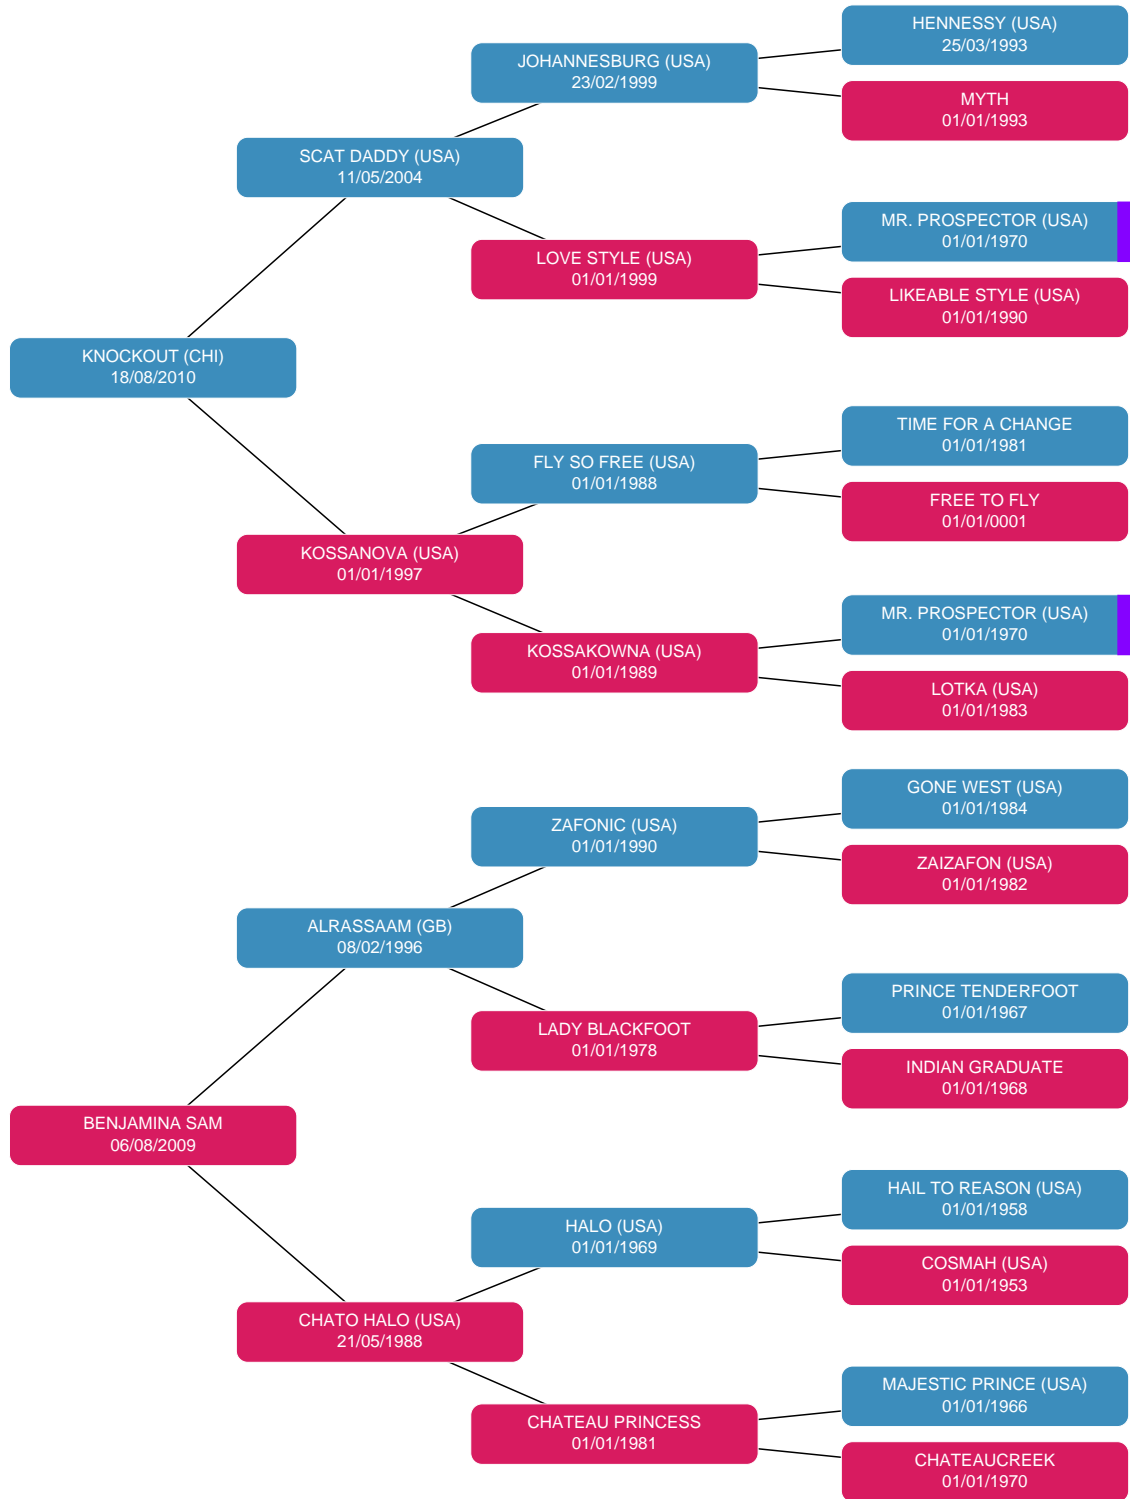 HENNESSY (USA)
25/03/1993
JOHANNESBURG (USA)
23/02/1999
MYTH
01/01/1993
SCAT DADDY (USA)
11/05/2004
MR. PROSPECTOR (USA)
01/01/1970
LOVE STYLE (USA)
01/01/1999
LIKEABLE STYLE (USA)
01/01/1990
KNOCKOUT (CHI)
18/08/2010
TIME FOR A CHANGE
01/01/1981
FLY SO FREE (USA)
01/01/1988
FREE TO FLY
01/01/0001
KOSSANOVA (USA)
01/01/1997
MR. PROSPECTOR (USA)
01/01/1970
KOSSAKOWNA (USA)
01/01/1989
LOTKA (USA)
01/01/1983
GONE WEST (USA)
01/01/1984
ZAFONIC (USA)
01/01/1990
ZAIZAFON (USA)
01/01/1982
ALRASSAAM (GB)
08/02/1996
PRINCE TENDERFOOT
01/01/1967
LADY BLACKFOOT
01/01/1978
INDIAN GRADUATE
01/01/1968
BENJAMINA SAM
06/08/2009
HAIL TO REASON (USA)
01/01/1958
HALO (USA)
01/01/1969
COSMAH (USA)
01/01/1953
CHATO HALO (USA)
21/05/1988
MAJESTIC PRINCE (USA)
01/01/1966
CHATEAU PRINCESS
01/01/1981
CHATEAUCREEK
01/01/1970